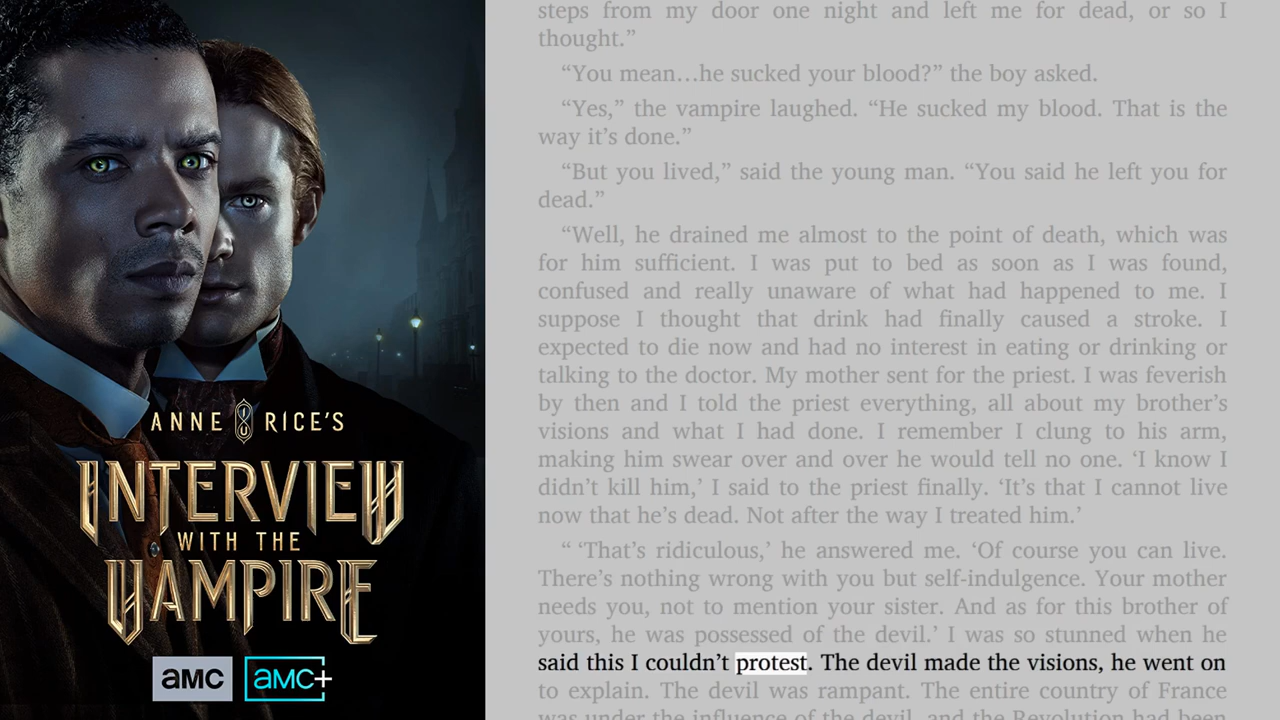 ANNE RICE'S
INTERVIEW
WITH THE
VAMPIRE
aMC
aMC+
steps from my door one night and left me for dead, or so I
thought.”
“You mean…he sucked your blood?” the boy asked.
“Yes,” the vampire laughed. “He sucked my blood. That is the
way it’s done.”
“But you lived,” said the young man. “You said he left you for
dead.”
“Well, he drained me almost to the point of death, which was
for him sufficient. I was put to bed as soon as I was found,
confused and really unaware of what had happened to me. I
suppose I thought that drink had finally caused a stroke. I
expected to die now and had no interest in eating or drinking or
talking to the doctor. My mother sent for the priest. I was feverish
by then and I told the priest everything, all about my brother’s
visions and what I had done. I remember I clung to his arm,
making him swear over and over he would tell no one. ‘I know I
didn’t kill him,’ I said to the priest finally. ‘It’s that I cannot live
now that he’s dead. Not after the way I treated him.’
“ ‘That’s ridiculous,’ he answered me. ‘Of course you can live.
There’s nothing wrong with you but self-indulgence. Your mother
needs you, not to mention your sister. And as for this brother of
yours, he was possessed of the devil.’ I was so stunned when he
said this I couldn’t protest. The devil made the visions, he went on
to explain. The devil was rampant. The entire country of France
was under the influence of the devil, and the Revolution had been